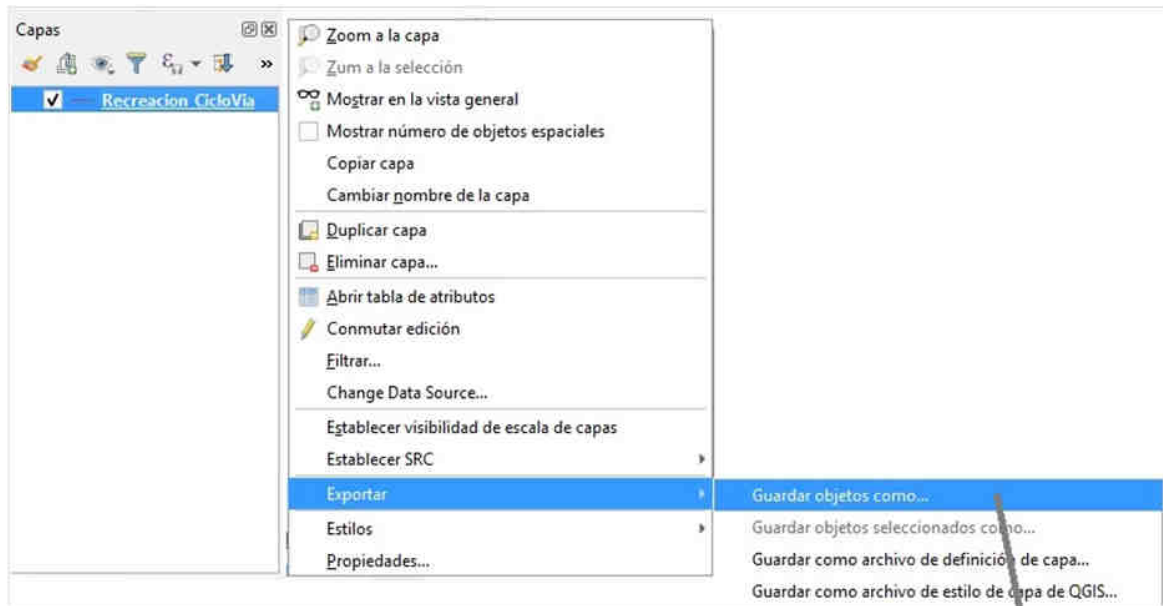 Capas
Recreacion CicloVia
Zoom a la capa
Zum a la selección
Mostrar en la vista general
Mostrar número de objetos espaciales
Copiar capa
Cambiar nombre de la capa
Duplicar capa
Eliminar capa...
Abrir tabla de atributos
Conmutar edición
Filtrar...
Change Data Source...
Establecer visibilidad de escala de capas
Establecer SRC
Exportar
Estilos
Propiedades...
Guardar objetos como...
Guardar objetos seleccionados como...
Guardar como archivo de definición de capa...
Guardar como archivo de estilo de capa de QGIS...